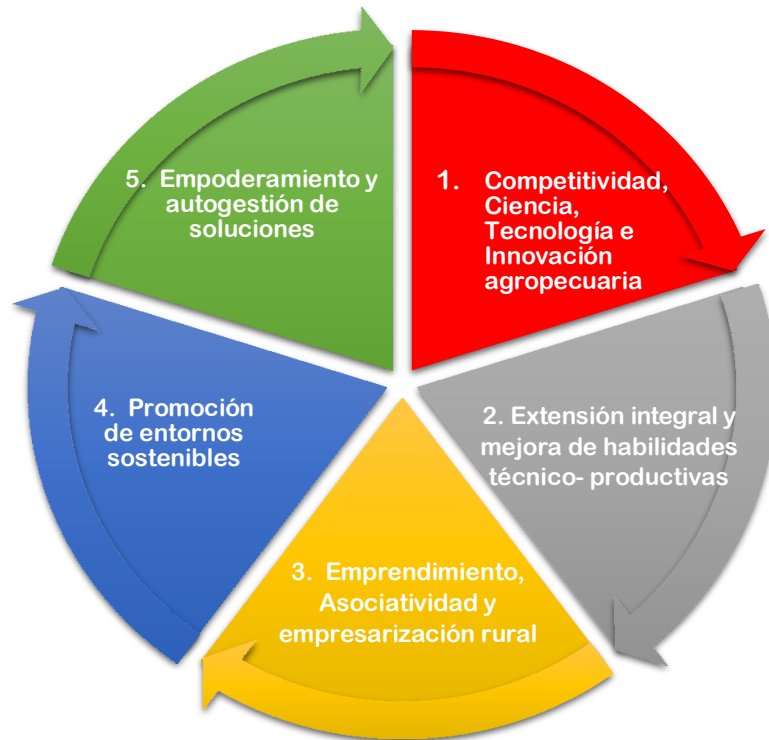 1. Competitividad,
Ciencia,
Tecnología e
Innovación
agropecuaria
2. Extensión integral y
mejora de habilidades
técnico- productivas
3. Emprendimiento,
Asociatividad y
empresarización rural
4. Promoción
de entornos
sostenibles
5. Empoderamiento y
autogestión de
soluciones